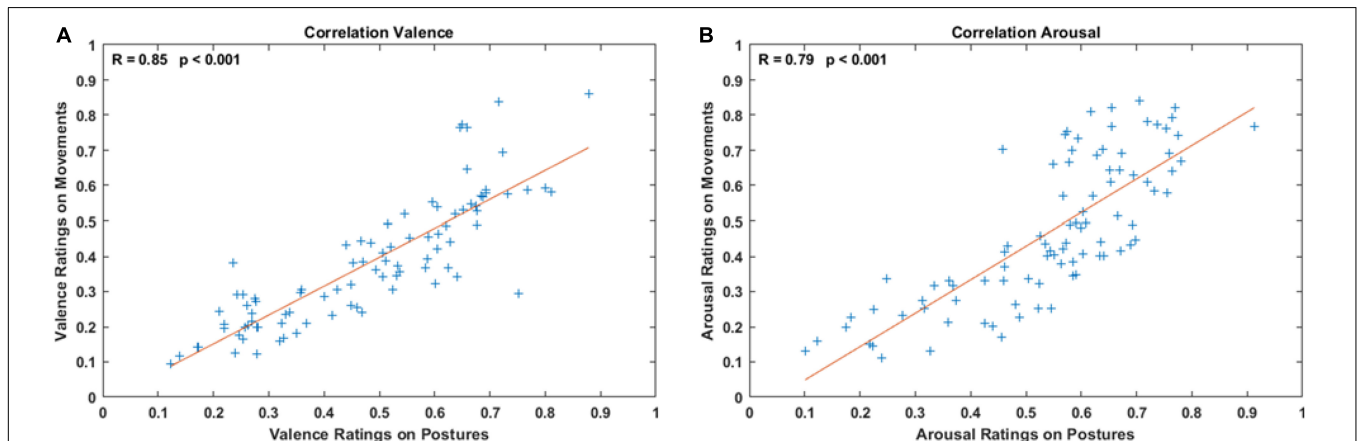 A
Correlation Valence
R = 0.85 p < 0.001
Valence Ratings on Movements
1
0.9
0.8
0.7
0.6
0.5
0.4
0.3
0.2
0.1
0
0 0.1 0.2 0.3 0.4 0.5 0.6 0.7 0.8 0.9 1
Valence Ratings on Postures
B
Correlation Arousal
R = 0.79 p < 0.001
Arousal Ratings on Movements
1
0.9
0.8
0.7
0.6
0.5
0.4
0.3
0.2
0.1
0
0 0.1 0.2 0.3 0.4 0.5 0.6 0.7 0.8 0.9 1
Arousal Ratings on Postures